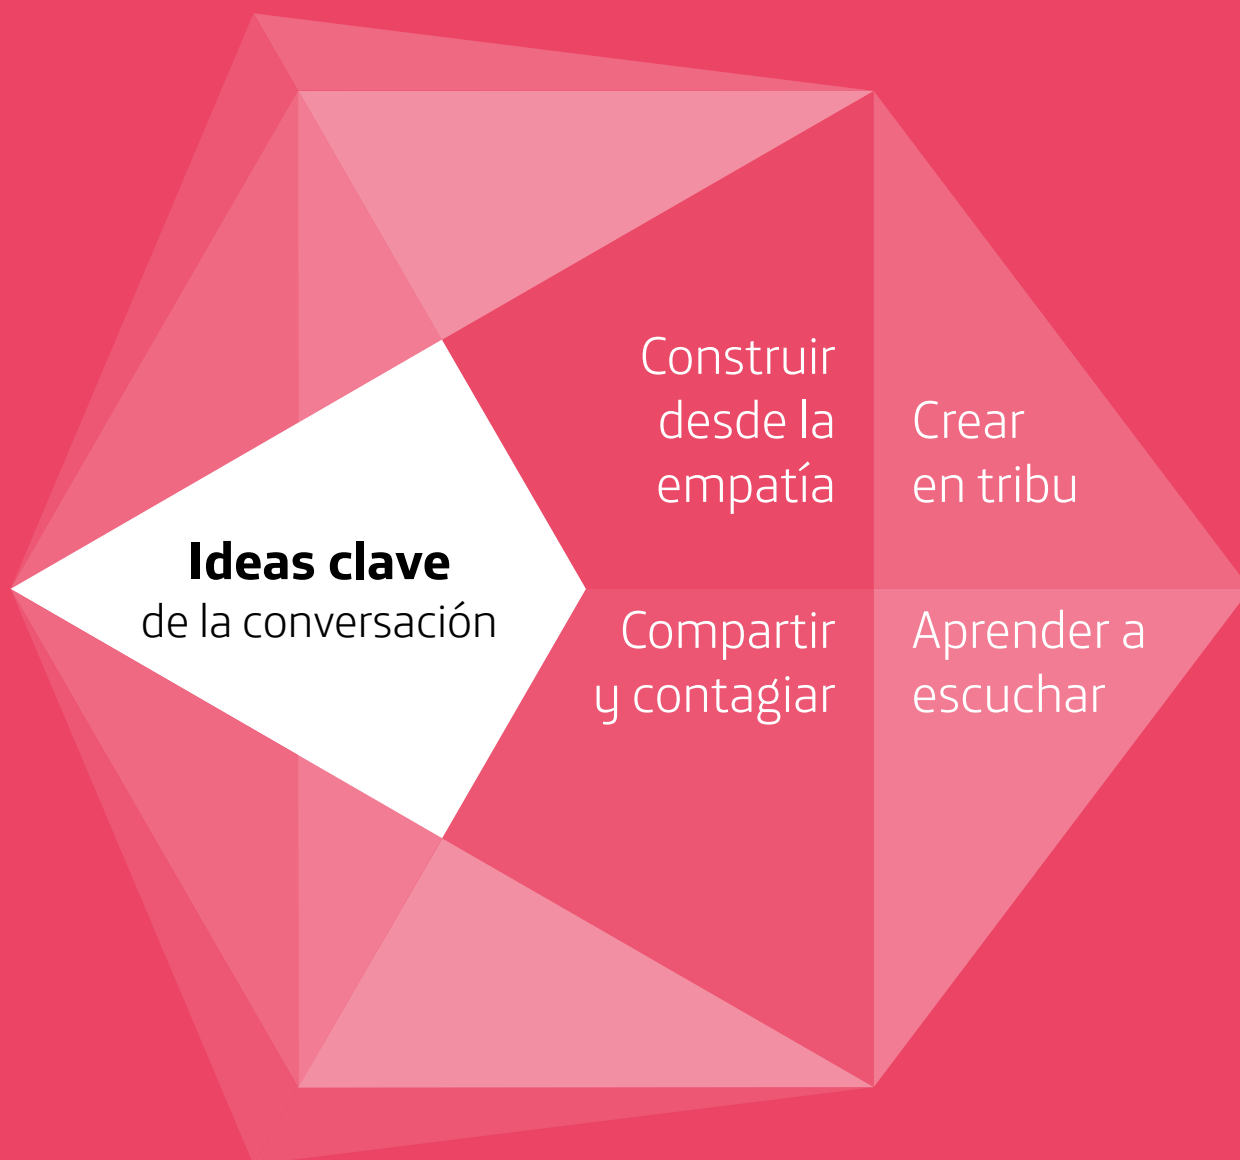 Ideas clave
de la conversación
Construir
desde la
empatía
Crear
en tribu
Compartir
y contagiar
Aprender a
escuchar